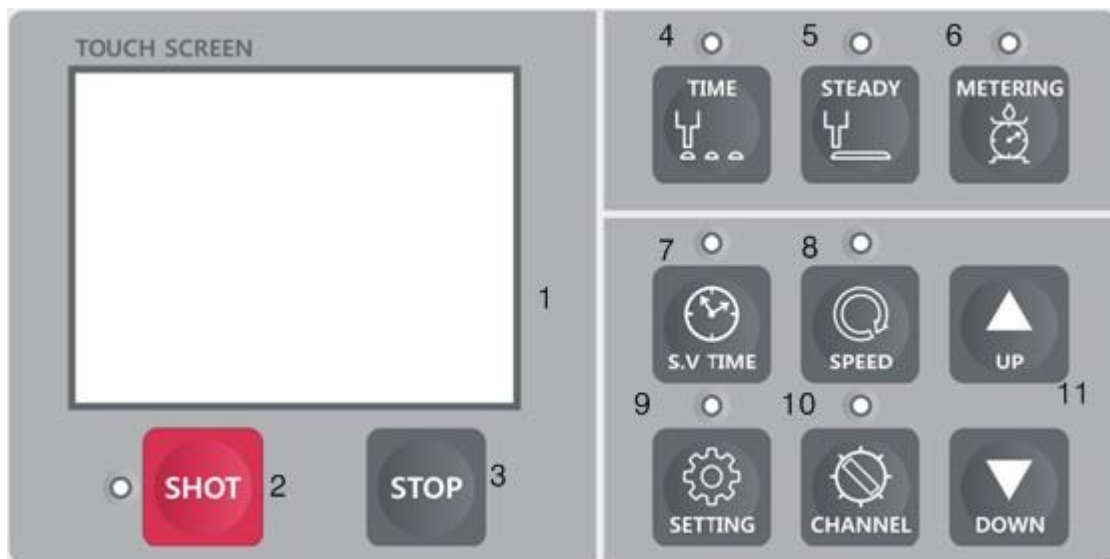 TOUCH SCREEN
1
SHOT 2
STOP 3
4 5 6
TIME STEADY METERING
7 8
S.V TIME SPEED UP
9 10 11
SETTING CHANNEL DOWN